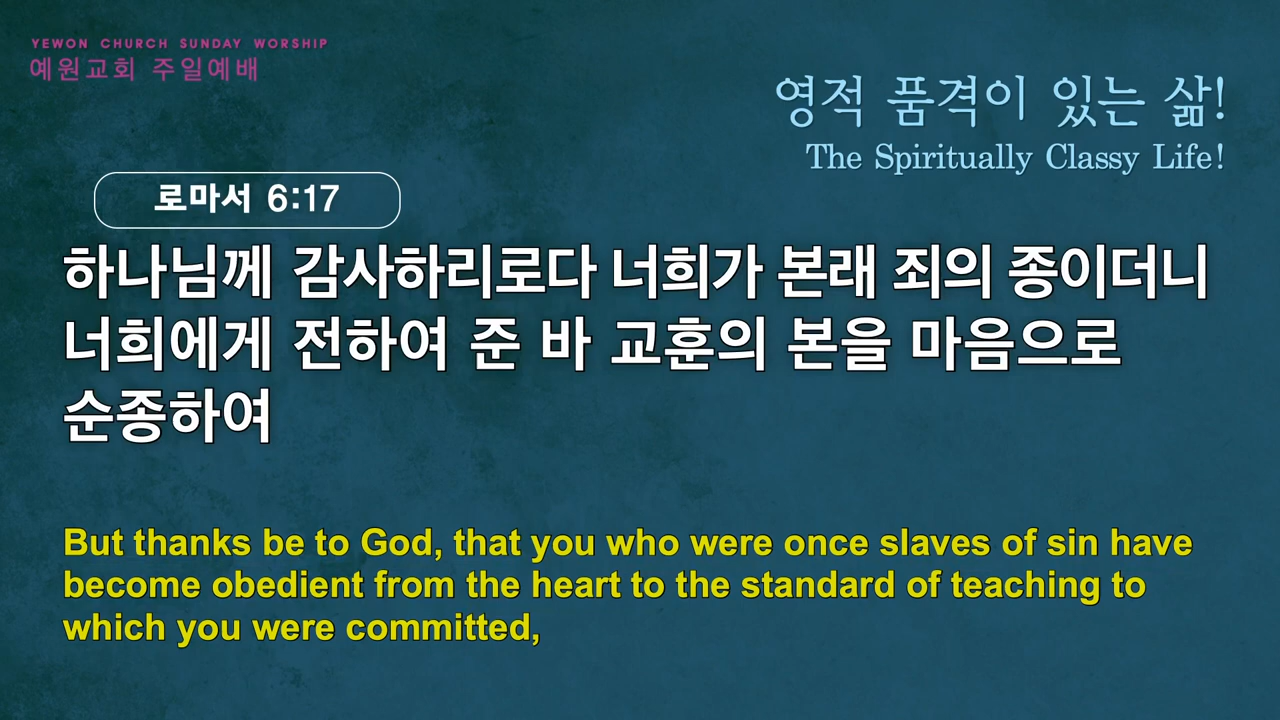 YEWON CHURCH SUNDAY WORSHIP
예원교회 주일예배
영적 품격이 있는 삶!
The Spiritually Classy Life!
로마서 6:17
하나님께 감사하리로다 너희가 본래 죄의 종이더니
너희에게 전하여 준 바 교훈의 본을 마음으로
순종하여
But thanks be to God, that you who were once slaves of sin have
become obedient from the heart to the standard of teaching to
which you were committed,